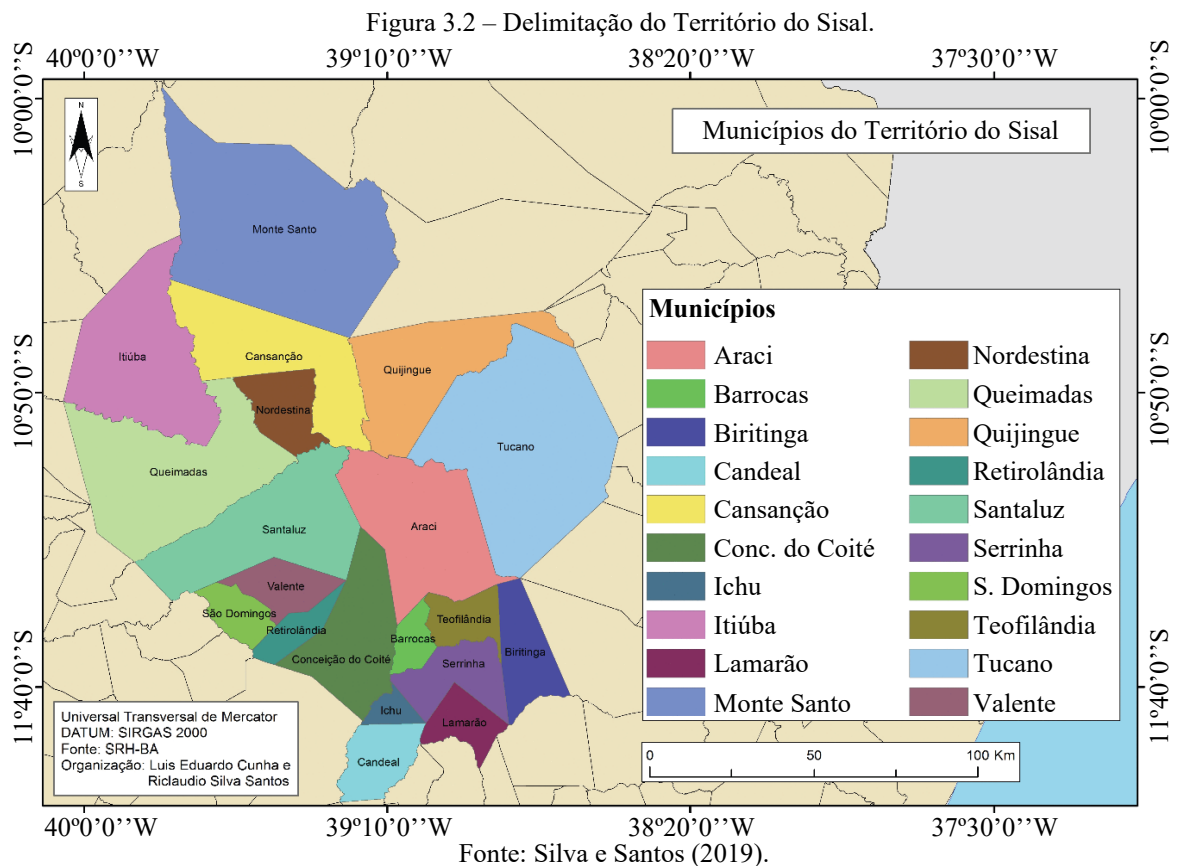 Figura 3.2 – Delimitação do Território do Sisal.
40º0'0''W 39º10'0''W 38º20'0''W 37º30'0''W
10º00'0''S 10º00'0''S
N
S
Municípios do Território do Sisal
Monte Santo
Itiúba
Cansanção
Quijingue
Nordestina
Tucano
Queimadas
Araci
Santaluz
Valente
São Domingos
Retirolândia
Conceição do Coité
Barrocas
Teofilândia
Serrinha
Biritinga
Ichu
Lamarão
Candeal
10º50'0''S 10º50'0''S
Municípios
Araci Nordestina
Barrocas Queimadas
Biritinga Quijingue
Candeal Retirolândia
Cansanção Santaluz
Conc. do Coité Serrinha
Ichu S. Domingos
Itiúba Teofilândia
Lamarão Tucano
Monte Santo Valente
11º40'0''S 11º40'0''S
Universal Transversal de Mercator
DATUM: SIRGAS 2000
Fonte: SRH-BA
Organização: Luis Eduardo Cunha e
Riclaudio Silva Santos
0 50 100 Km
40º0'0''W 39º10'0''W 38º20'0''W 37º30'0''W
Fonte: Silva e Santos (2019).